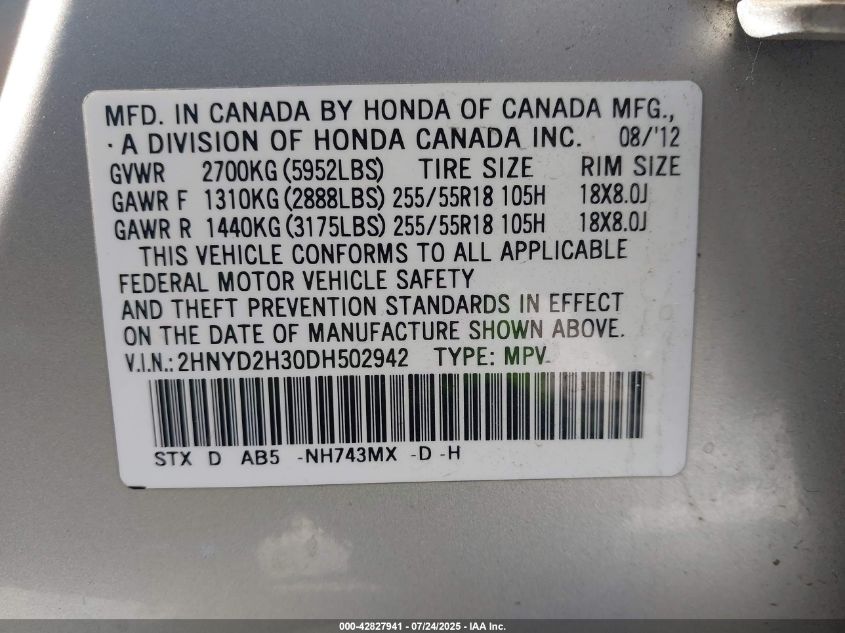 MFD. IN CANADA BY HONDA OF CANADA MFG.,
· A DIVISION OF HONDA CANADA INC. 08/'12
GVWR 2700KG (5952LBS) TIRE SIZE RIM SIZE
GAWR F 1310KG (2888LBS) 255/55R18 105H 18X8.0J
GAWR R 1440KG (3175LBS) 255/55R18 105H 18X8.0J
THIS VEHICLE CONFORMS TO ALL APPLICABLE
FEDERAL MOTOR VEHICLE SAFETY
AND THEFT PREVENTION STANDARDS IN EFFECT
ON THE DATE OF MANUFACTURE SHOWN ABOVE.
V.I.N.: 2HNYD2H30DH502942 TYPE: MPV
STX D AB5 -NH743MX -D -H
000-42827941 - 07/24/2025 - IAA Inc.